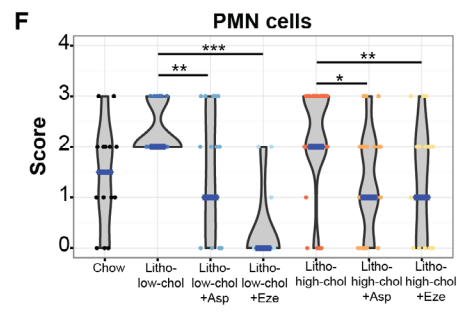 F
PMN cells
Score
4
3
2
1
0
***
**
**
*
Chow
Litho-
low-chol
Litho-
low-chol
+Asp
Litho-
low-chol
+Eze
Litho-
high-chol
Litho-
high-chol
+Asp
Litho-
high-chol
+Eze